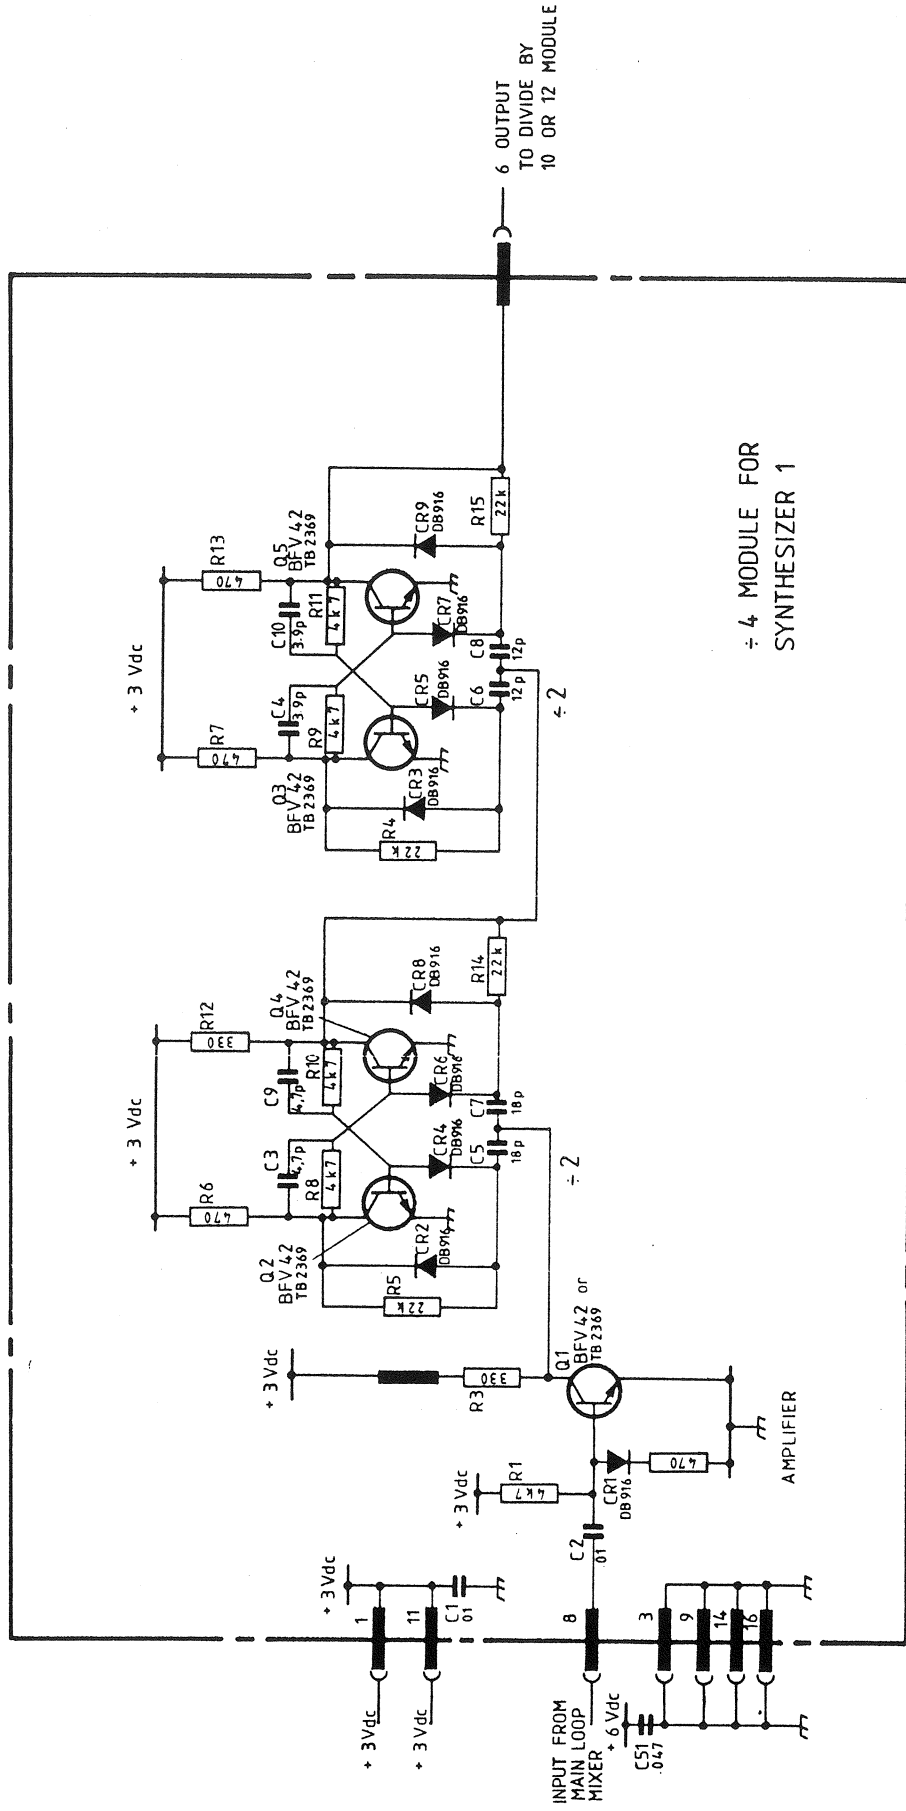 + 3 Vdc
+ 3 Vdc
1
11
+ 3 Vdc
C1
01
INPUT FROM
MAIN LOOP
MIXER
8
+ 6 Vdc
C51
.047
3
9
14
16
C2
.01
+ 3 Vdc
R1
4k7
CR1
DB916
470
AMPLIFIER
+ 3 Vdc
R3
330
Q1
BFV 42 or
TB 2369
+ 3 Vdc
R6
470
R12
330
Q2
BFV 42
TB 2369
C3
4,7p
C9
4,7p
R8
4k7
R10
4k7
Q4
BFV 42
TB 2369
R5
22k
CR2
DB916
CR4
DB916
CR6
DB916
CR8
DB916
C5
18p
C7
18p
R14
22k
÷ 2
+ 3 Vdc
R7
470
R13
470
Q3
BFV 42
TB 2369
C4
3.9p
C10
3.9p
R9
4k7
R11
4k7
Q5
BFV 42
TB 2369
R4
22k
CR3
DB916
CR5
DB916
CR7
DB916
CR9
DB916
C6
12p
C8
12p
R15
22k
÷ 2
6 OUTPUT
TO DIVIDE BY
10 OR 12 MODULE
÷ 4 MODULE FOR
SYNTHESIZER 1